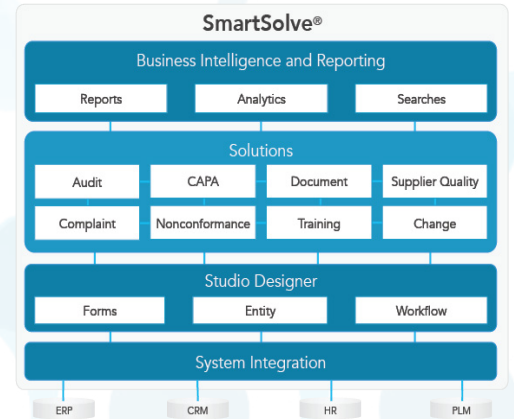 SmartSolve®
Business Intelligence and Reporting
Reports Analytics Searches
Solutions
Audit CAPA Document Supplier Quality
Complaint Nonconformance Training Change
Studio Designer
Forms Entity Workflow
System Integration
ERP CRM HR PLM